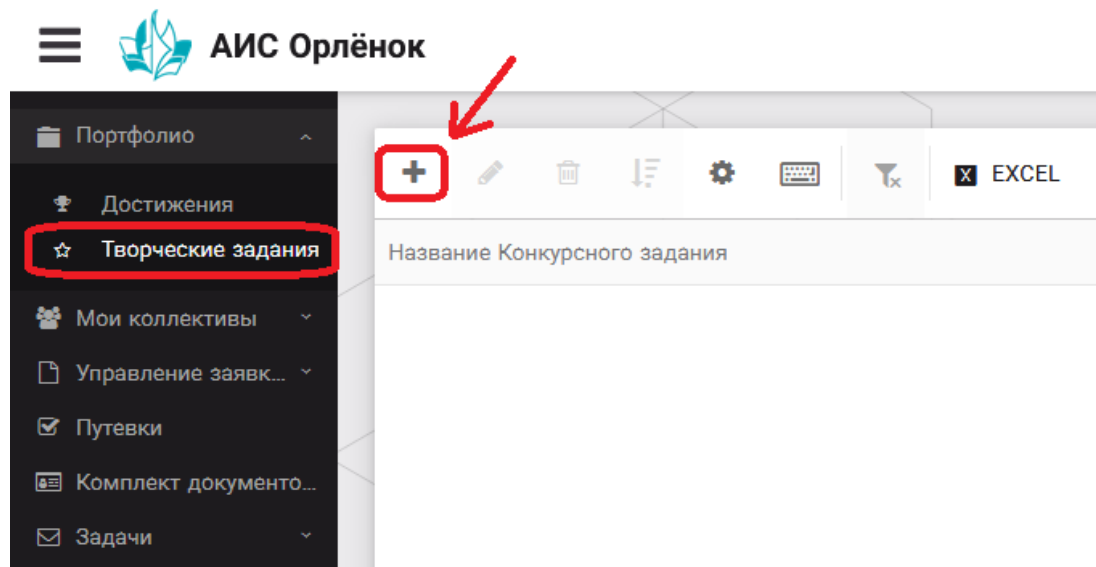 АИС Орлёнок
Портфолио
Достижения
Творческие задания
Мои коллективы
Управление заявк...
Путевки
Комплект документо...
Задачи
X EXCEL
Название Конкурсного задания